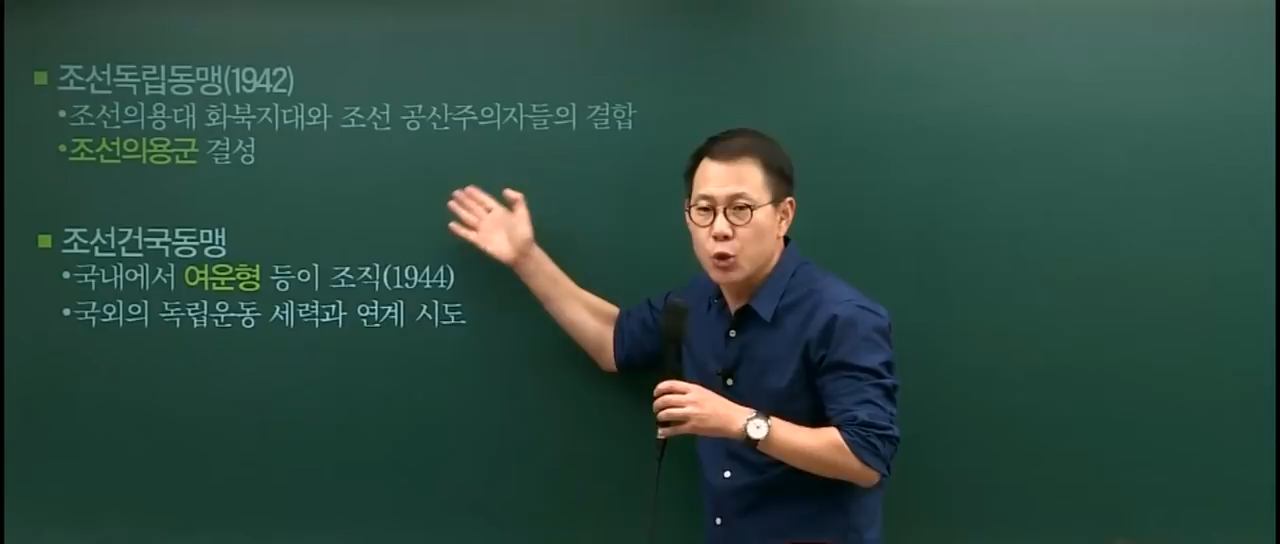 ■ 조선독립동맹(1942)
•조선의용대 화북지대와 조선 공산주의자들의 결합
•조선의용군 결성
■ 조선건국동맹
•국내에서 여운형 등이 조직(1944)
•국외의 독립운동 세력과 연계 시도